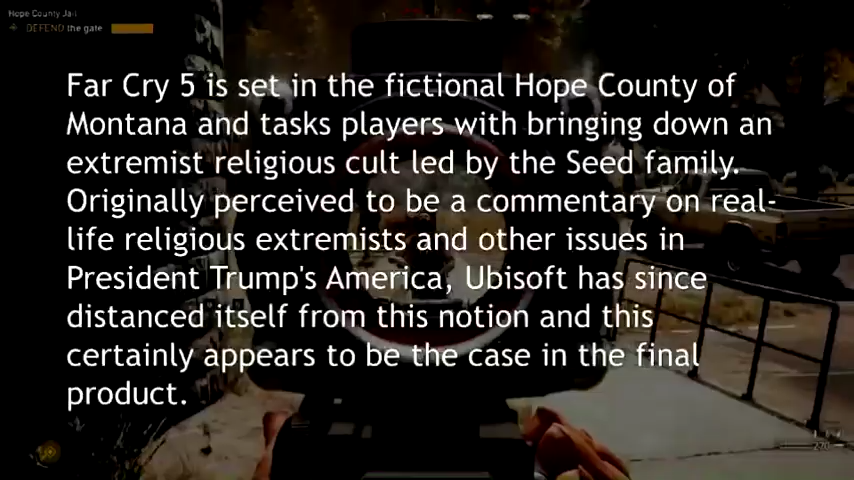 Hope County Jail
DEFEND the gate
Far Cry 5 is set in the fictional Hope County of
Montana and tasks players with bringing down an
extremist religious cult led by the Seed family.
Originally perceived to be a commentary on real-
life religious extremists and other issues in
President Trump's America, Ubisoft has since
distanced itself from this notion and this
certainly appears to be the case in the final
product.